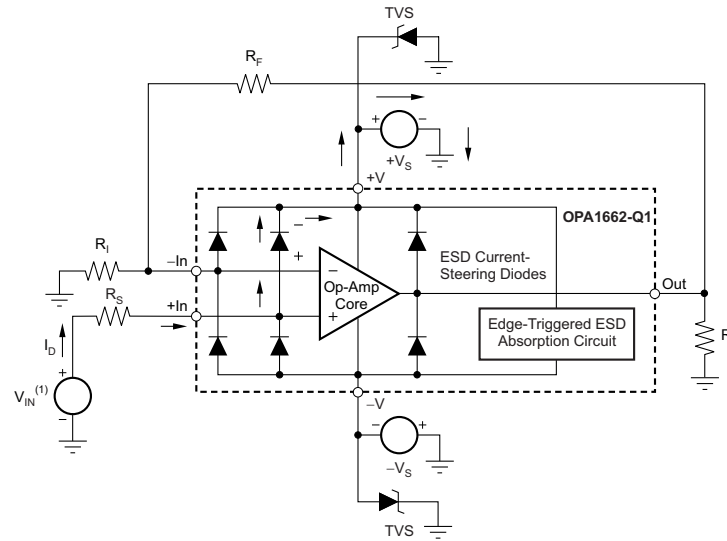 TVS
R_F
+ −
+V_S
+V
OPA1662-Q1
R_I
−In
−
+
ESD Current-
Steering Diodes
−
Op-Amp
Core
+
Out
R_S
+In
Edge-Triggered ESD
Absorption Circuit
I_D
R
V_IN^(1)
+
−
−V
− +
−V_S
TVS